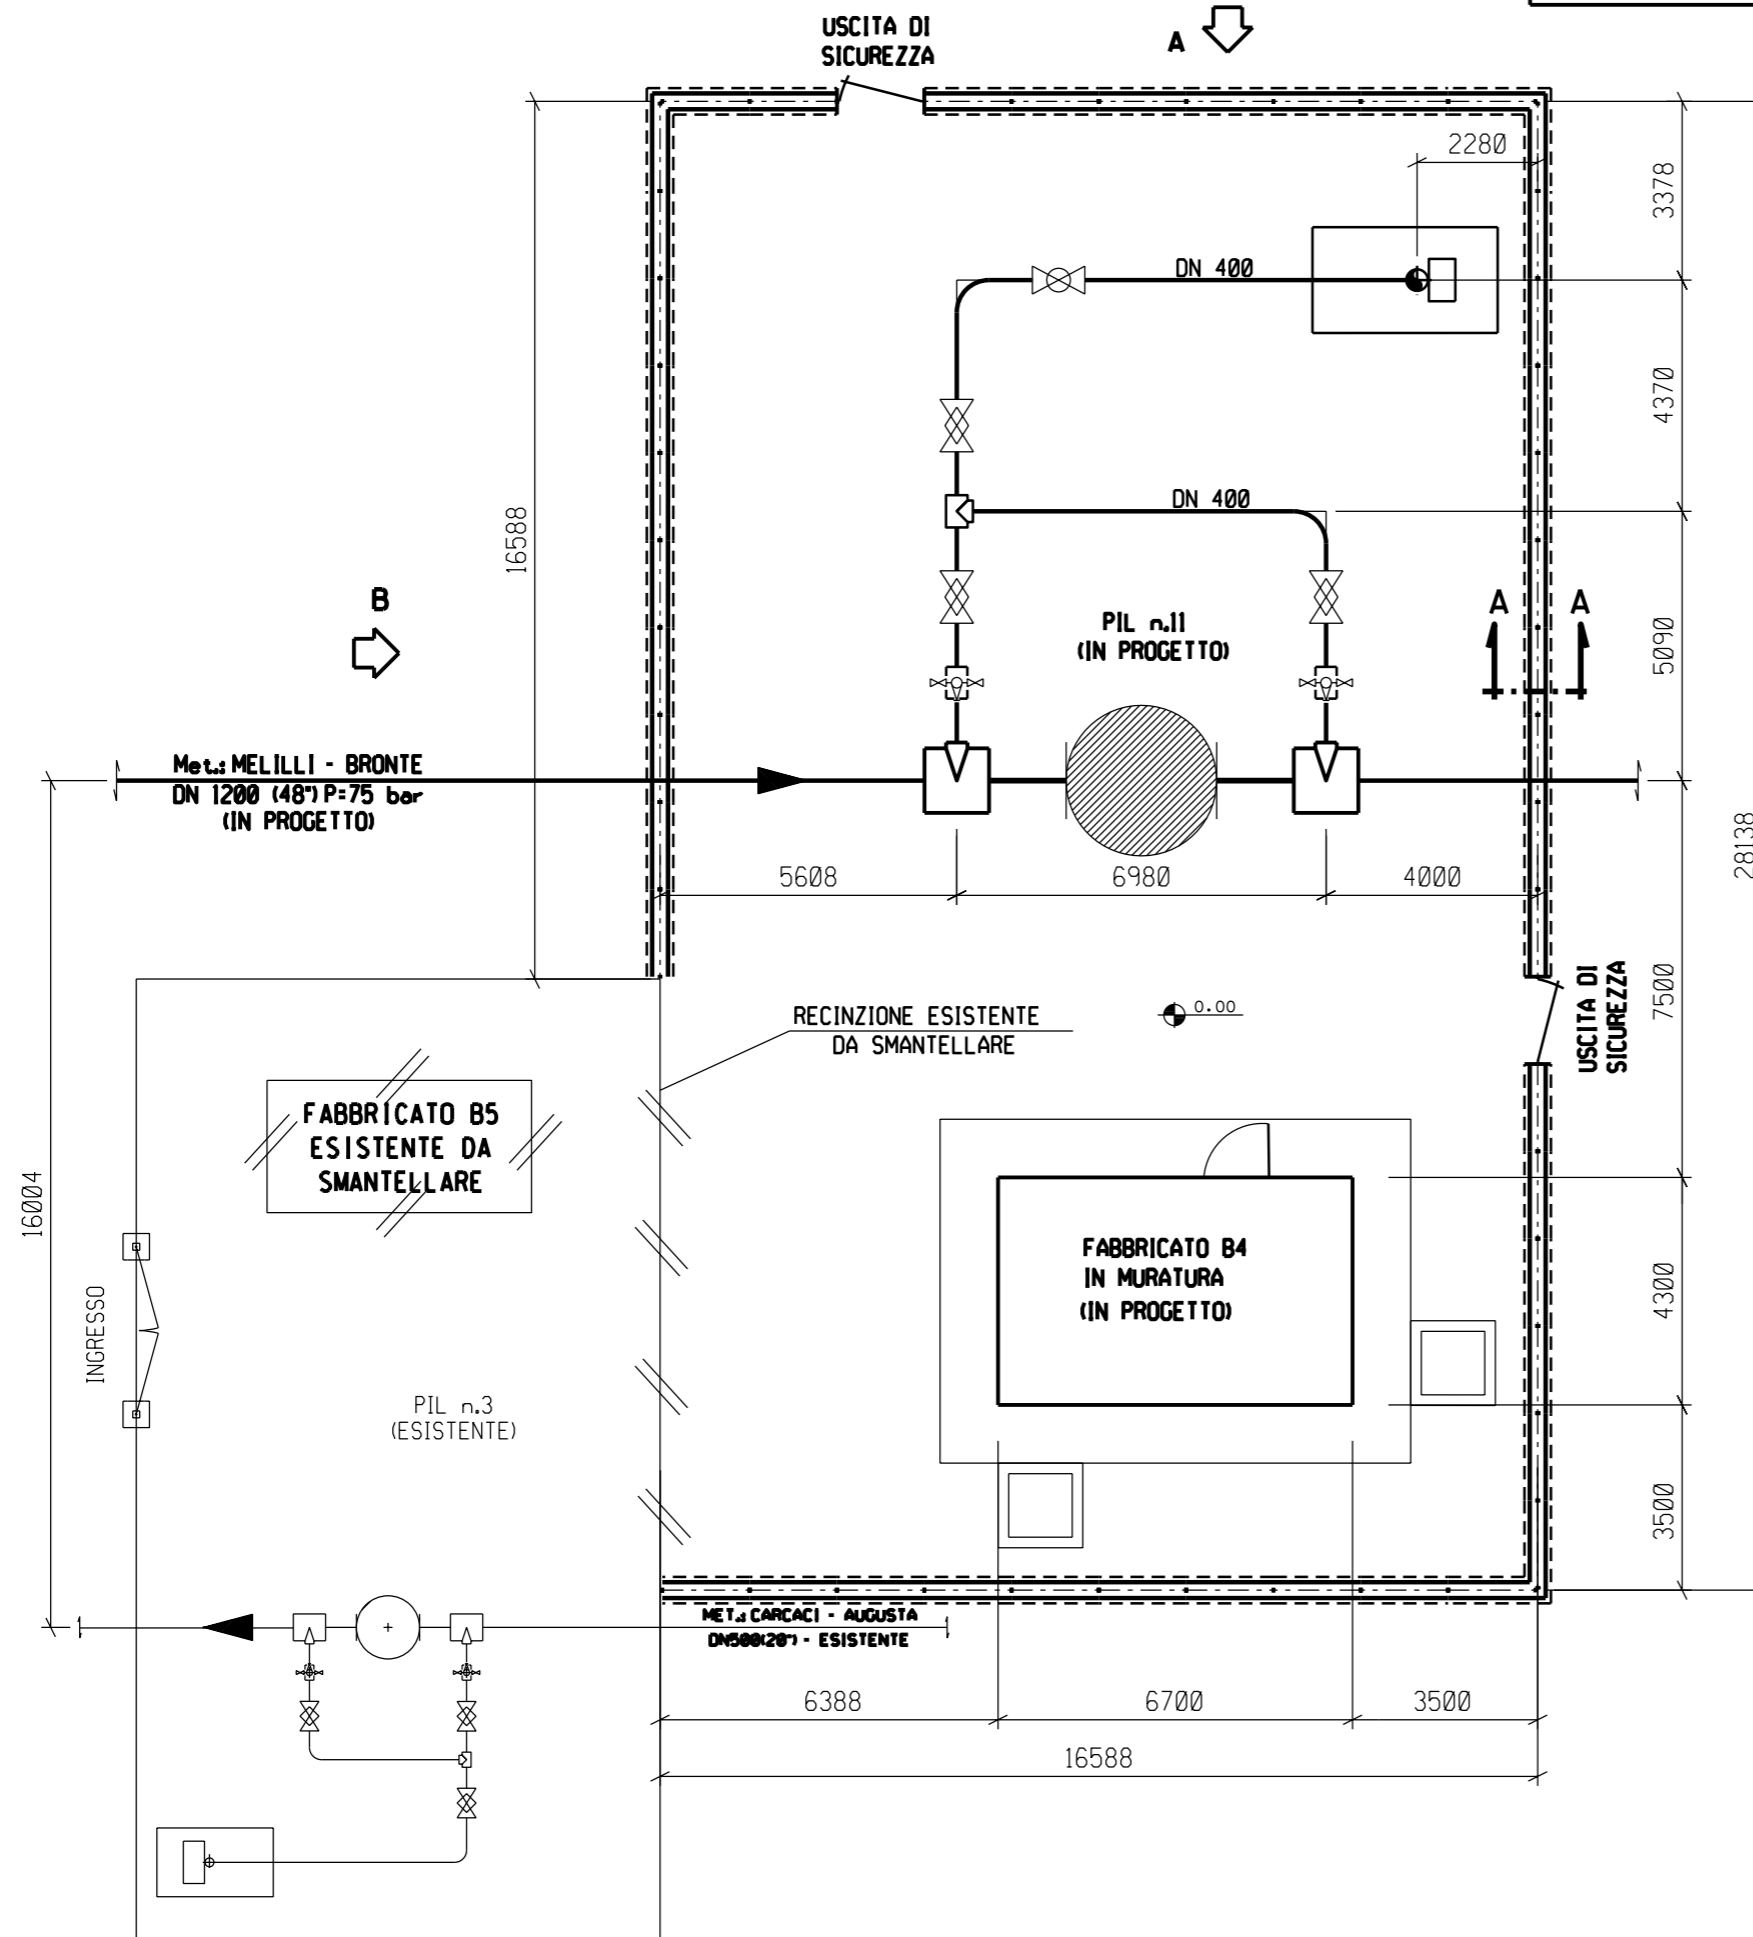 USCITA DI
SICUREZZA
A
2280
3378
DN 400
4370
DN 400
16588
B
PIL n.11
(IN PROGETTO)
A A
5090
Met.: MELILLI - BRONTE
DN 1200 (48") P=75 bar
(IN PROGETTO)
5608
6980
4000
28138
7500
USCITA DI
SICUREZZA
RECINZIONE ESISTENTE
DA SMANTELLARE
0.00
FABBRICATO B5
ESISTENTE DA
SMANTELLARE
16004
INGRESSO
FABBRICATO B4
IN MURATURA
(IN PROGETTO)
4300
PIL n.3
(ESISTENTE)
3500
MET.: CARCACI - AUGUSTA
DN500(20") - ESISTENTE
6388
6700
3500
16588